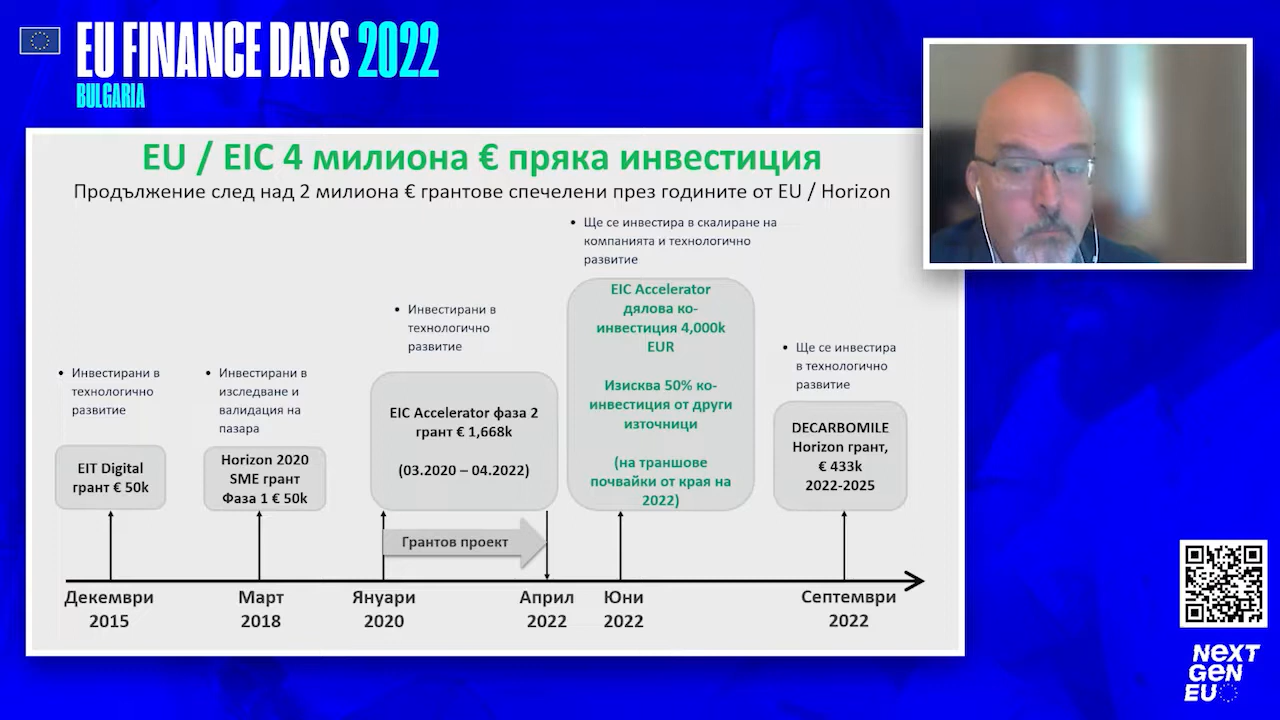 EU FINANCE DAYS 2022
BULGARIA
EU / EIC 4 милиона € пряка инвестиция
Продължение след над 2 милиона € грантове спечелени през годините от EU / Horizon
• Инвестирани в
технологично
развитие
EIT Digital
грант € 50k
• Инвестирани в
изследване и
валидация на
пазара
Horizon 2020
SME грант
Фаза 1 € 50k
• Инвестирани в
технологично
развитие
EIC Accelerator фаза 2
грант € 1,668k
(03.2020 – 04.2022)
Грантов проект
• Ще се инвестира в скалиране на
компанията и технологично
развитие
EIC Accelerator
дялова ко-
инвестиция 4,000k
EUR
Изисква 50% ко-
инвестиция от други
източници
(на траншове
почвайки от края на
2022)
• Ще се инвестира
в технологично
развитие
DECARBOMILE
Horizon грант,
€ 433k
2022-2025
Декември
2015
Март
2018
Януари
2020
Април
2022
Юни
2022
Септември
2022
NEXT
GEN
EU